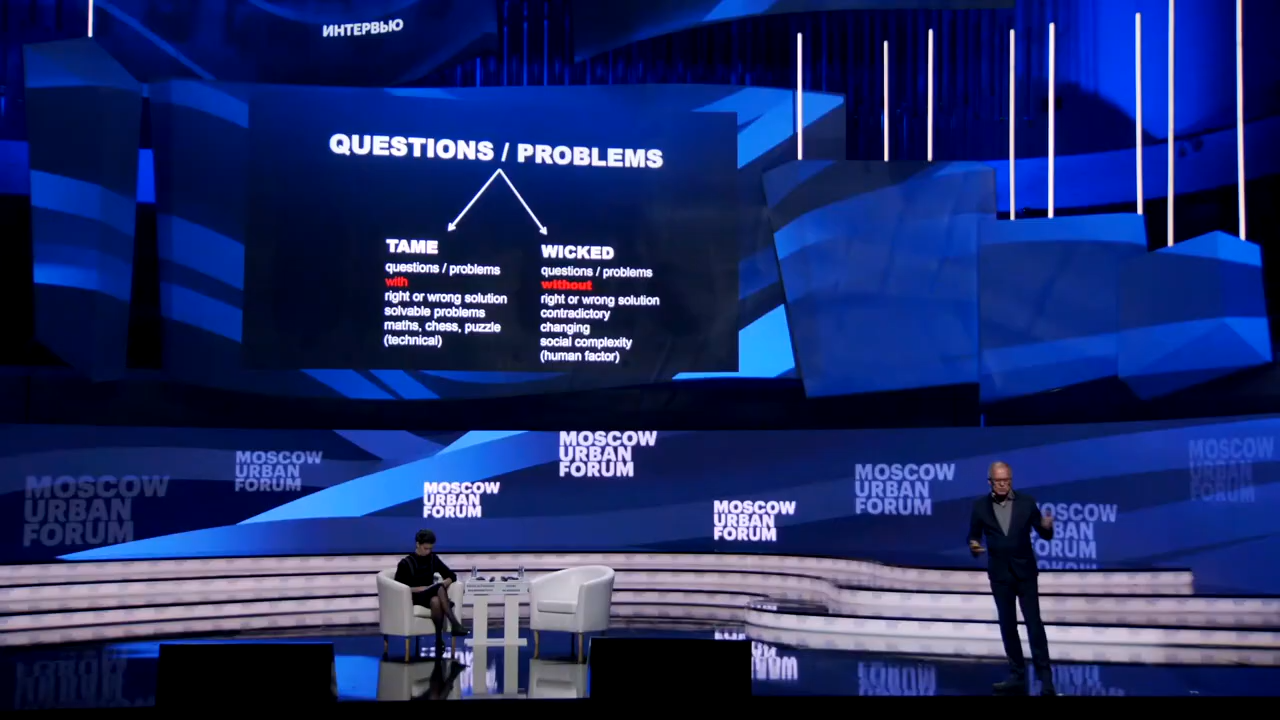 ИНТЕРВЬЮ
QUESTIONS / PROBLEMS
TAME
questions / problems
with
right or wrong solution
solvable problems
maths, chess, puzzle
(technical)
WICKED
questions / problems
without
right or wrong solution
contradictory
changing
social complexity
(human factor)
MOSCOW
URBAN
FORUM
MOSCOW
URBAN
FORUM
MOSCOW
URBAN
FORUM
MOSCOW
URBAN
FORUM
MOSCOW
URBAN
FORUM
MOSCOW
URBAN
FORUM
MOSCOW
URBAN
FORUM
MOSCOW
URBAN
FORUM